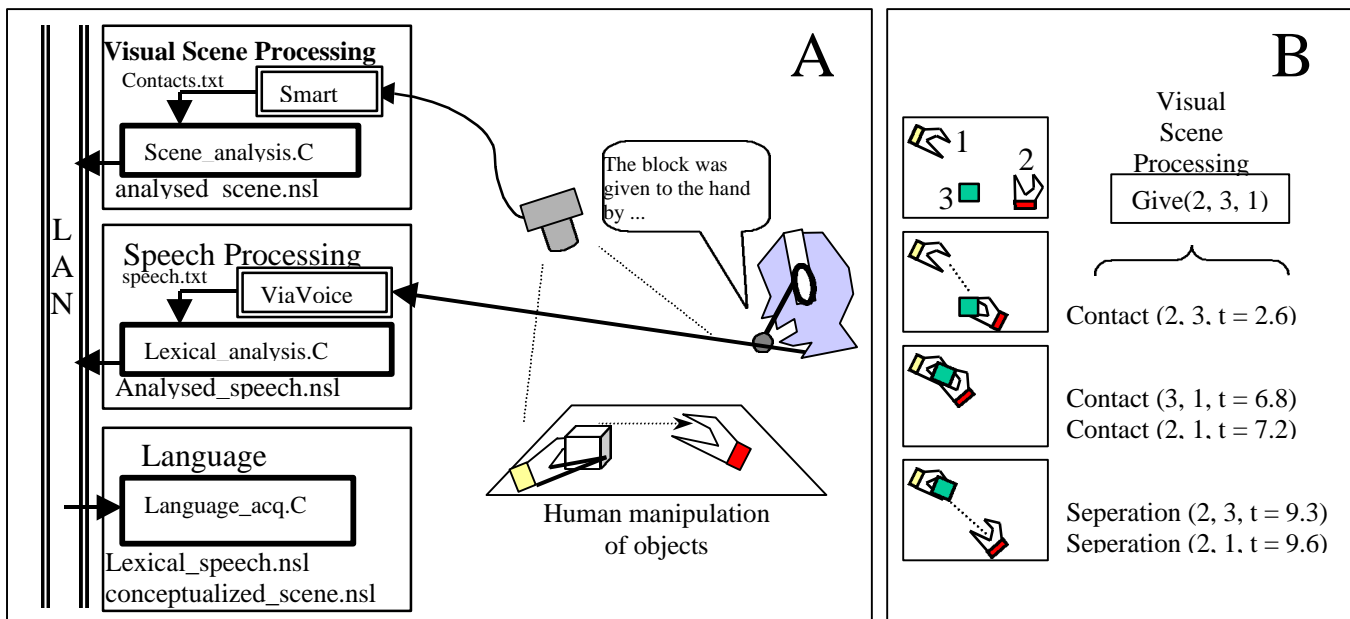 A
L
A
N
Visual Scene Processing
Contacts.txt
Smart
Scene_analysis.C
analysed_scene.nsl
Speech Processing
speech.txt
ViaVoice
Lexical_analysis.C
Analysed_speech.nsl
Language
Language_acq.C
Lexical_speech.nsl
conceptualized_scene.nsl
The block was
given to the hand
by ...
Human manipulation
of objects
B
1
2
3
Visual
Scene
Processing
Give(2, 3, 1)
Contact (2, 3, t = 2.6)
Contact (3, 1, t = 6.8)
Contact (2, 1, t = 7.2)
Seperation (2, 3, t = 9.3)
Seperation (2, 1, t = 9.6)